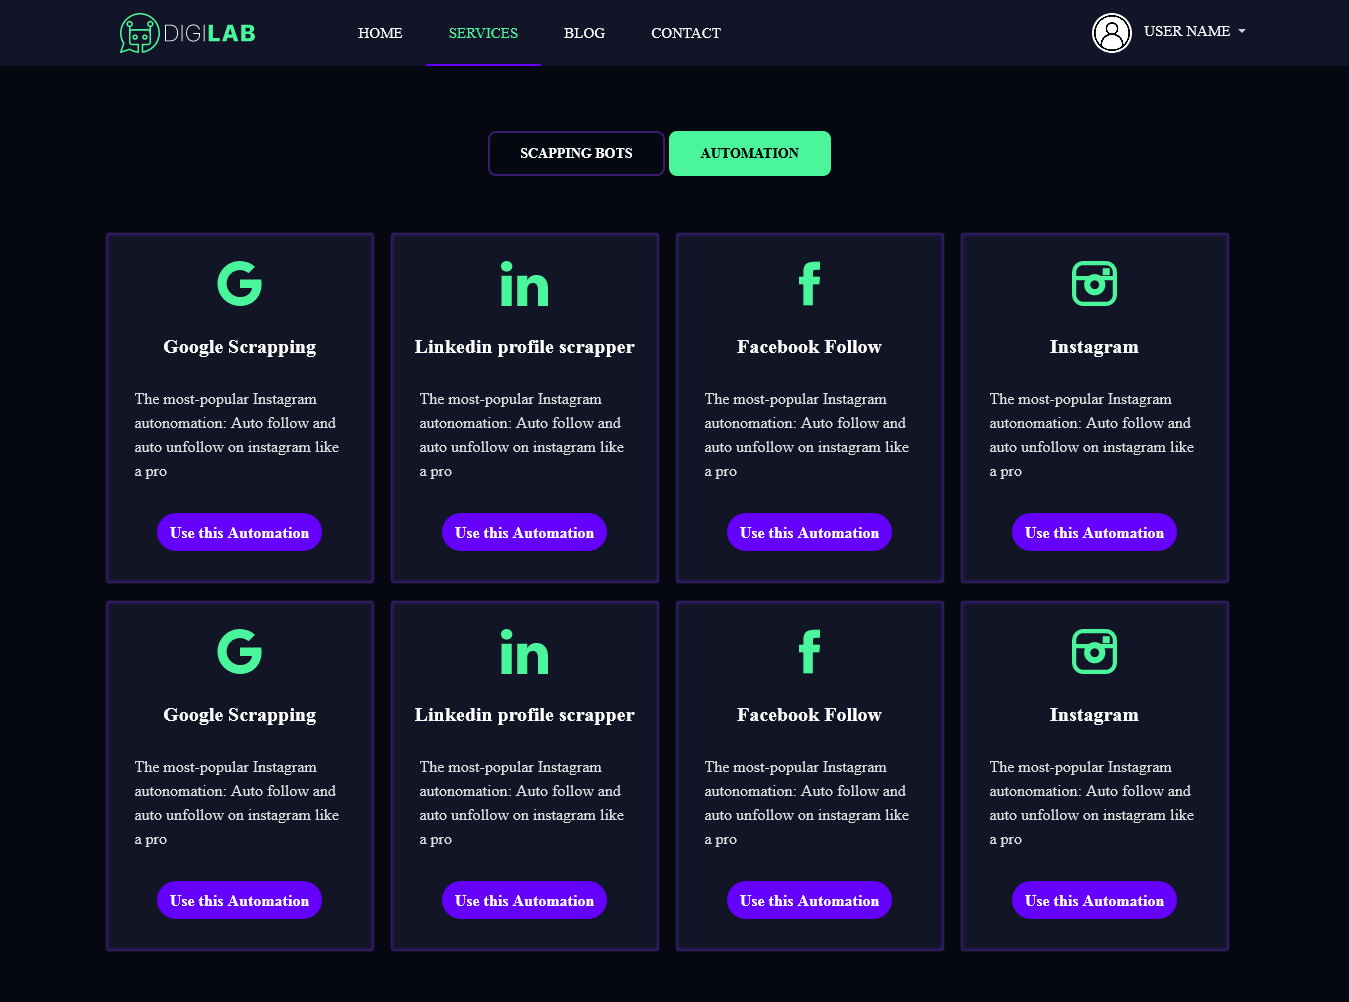 DIGILAB
HOME
SERVICES
BLOG
CONTACT
USER NAME
SCAPPING BOTS
AUTOMATION
Google Scrapping
The most-popular Instagram
autonomation: Auto follow and
auto unfollow on instagram like
a pro
Use this Automation
Linkedin profile scrapper
The most-popular Instagram
autonomation: Auto follow and
auto unfollow on instagram like
a pro
Use this Automation
Facebook Follow
The most-popular Instagram
autonomation: Auto follow and
auto unfollow on instagram like
a pro
Use this Automation
Instagram
The most-popular Instagram
autonomation: Auto follow and
auto unfollow on instagram like
a pro
Use this Automation
Google Scrapping
The most-popular Instagram
autonomation: Auto follow and
auto unfollow on instagram like
a pro
Use this Automation
Linkedin profile scrapper
The most-popular Instagram
autonomation: Auto follow and
auto unfollow on instagram like
a pro
Use this Automation
Facebook Follow
The most-popular Instagram
autonomation: Auto follow and
auto unfollow on instagram like
a pro
Use this Automation
Instagram
The most-popular Instagram
autonomation: Auto follow and
auto unfollow on instagram like
a pro
Use this Automation